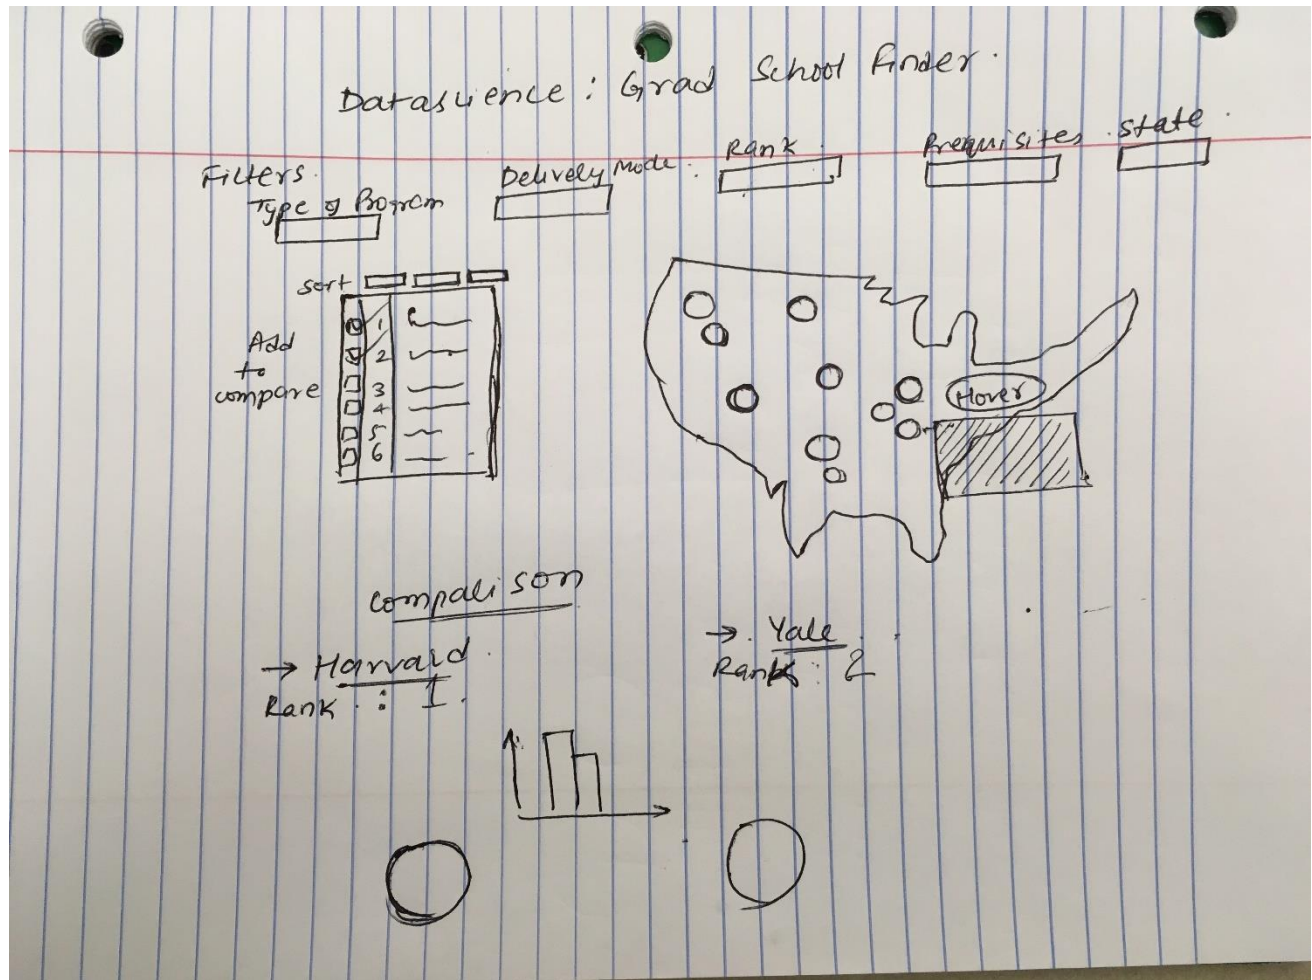 Datascience : Grad School finder.
Filters.
Type of Program
Delivery Mode:
Rank
Prequisites
State
Sort
Add to compare
1
2
3
4
5
6
Hover
Comparison
→ Harvard
Rank : 1.
→ Yale
Rank : 2